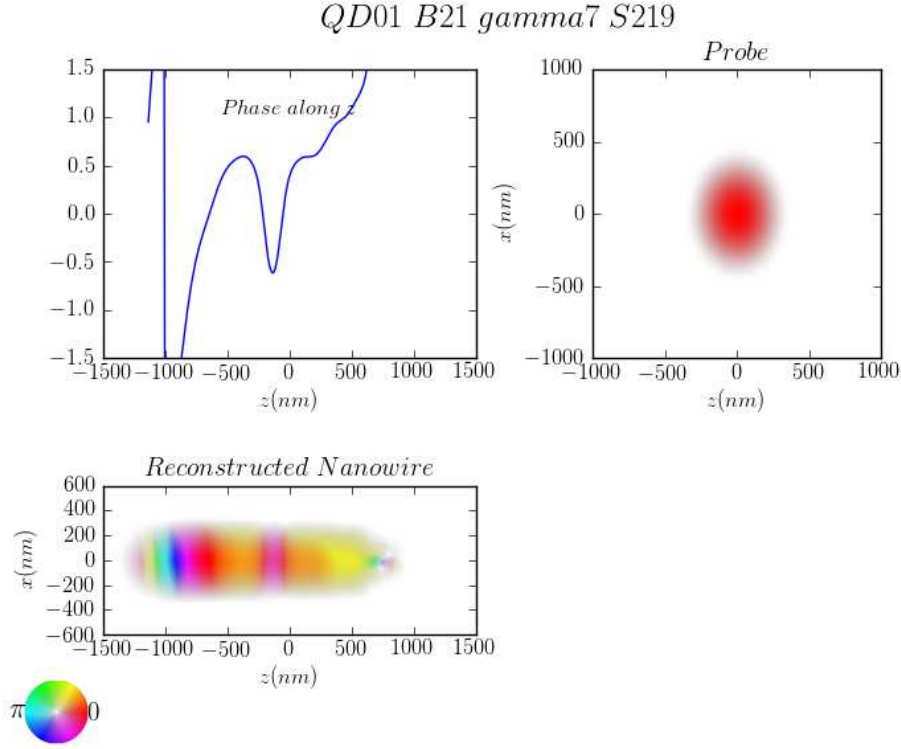 QD01 B21 gamma7 S219
Phase along z
1.5
1.0
0.5
0.0
−0.5
−1.0
−1.5
−1500 −1000 −500 0 500 1000 1500
z(nm)
Probe
1000
500
0
−500
−1000
x(nm)
−1000 −500 0 500 1000
z(nm)
Reconstructed Nanowire
600
400
200
0
−200
−400
−600
x(nm)
−1500 −1000 −500 0 500 1000 1500
z(nm)
π 0